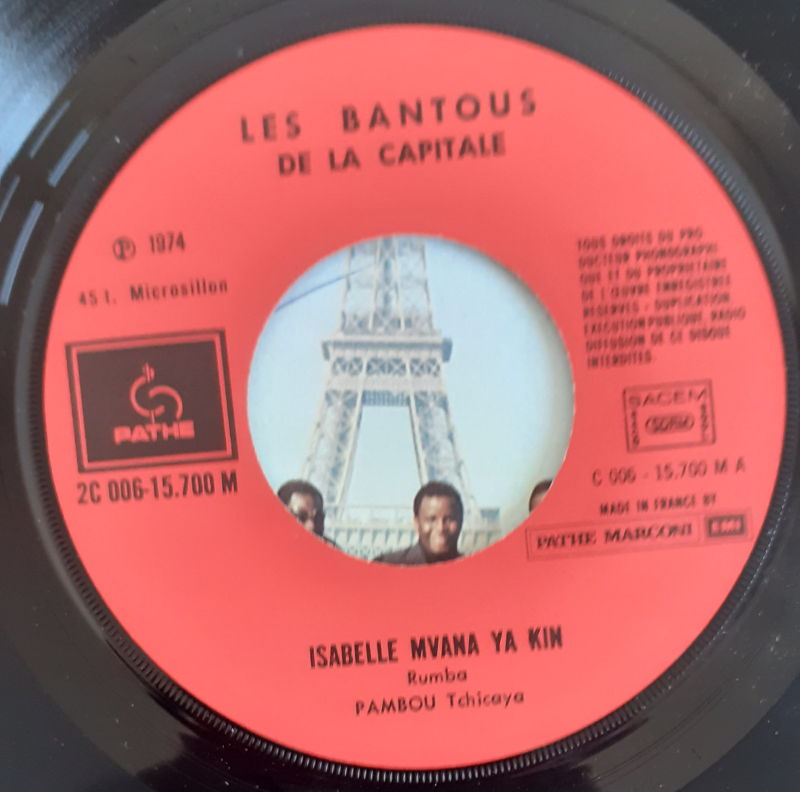 LES BANTOUS
DE LA CAPITALE
℗ 1974
45 t. Microsillon
PATHE
2C 006-15.700 M
TOUS DROITS DU PRO-
DUCTEUR PHONOGRAPHI-
QUE ET DU PROPRIETAIRE
DE L'ŒUVRE ENREGISTREE
RESERVES - DUPLICATION
EXECUTION PUBLIQUE, RADIO
DIFFUSION DE CE DISQUE
INTERDITES.
SACEM
C 006 - 15.700 M A
MADE IN FRANCE BY
PATHE MARCONI EMI
ISABELLE MVANA YA KIN
Rumba
PAMBOU Tchicaya